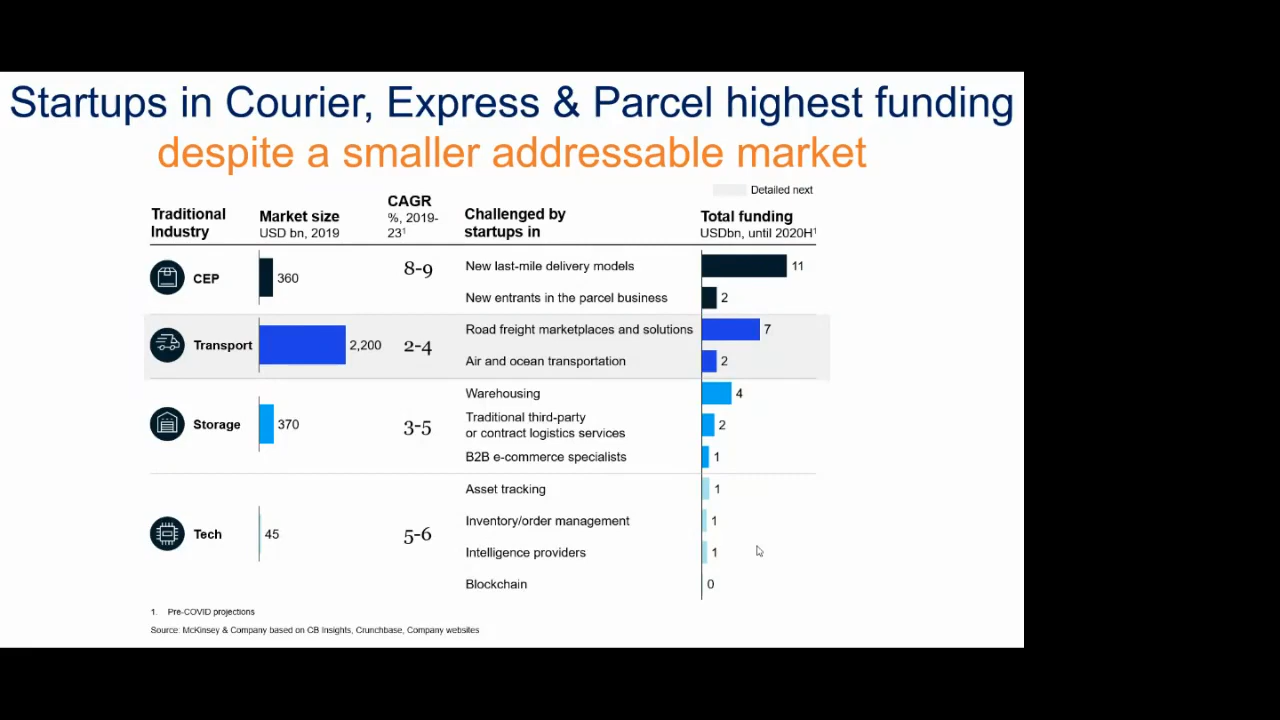 Startups in Courier, Express & Parcel highest funding
despite a smaller addressable market
Detailed next
Traditional
Industry
Market size
USD bn, 2019
CAGR
%, 2019-
23¹
Challenged by
startups in
Total funding
USDbn, until 2020H¹
CEP
360
8-9
New last-mile delivery models
11
New entrants in the parcel business
2
Transport
2,200
2-4
Road freight marketplaces and solutions
7
Air and ocean transportation
2
Storage
370
3-5
Warehousing
4
Traditional third-party
or contract logistics services
2
B2B e-commerce specialists
1
Tech
45
5-6
Asset tracking
1
Inventory/order management
1
Intelligence providers
1
Blockchain
0
1. Pre-COVID projections
Source: McKinsey & Company based on CB Insights, Crunchbase, Company websites